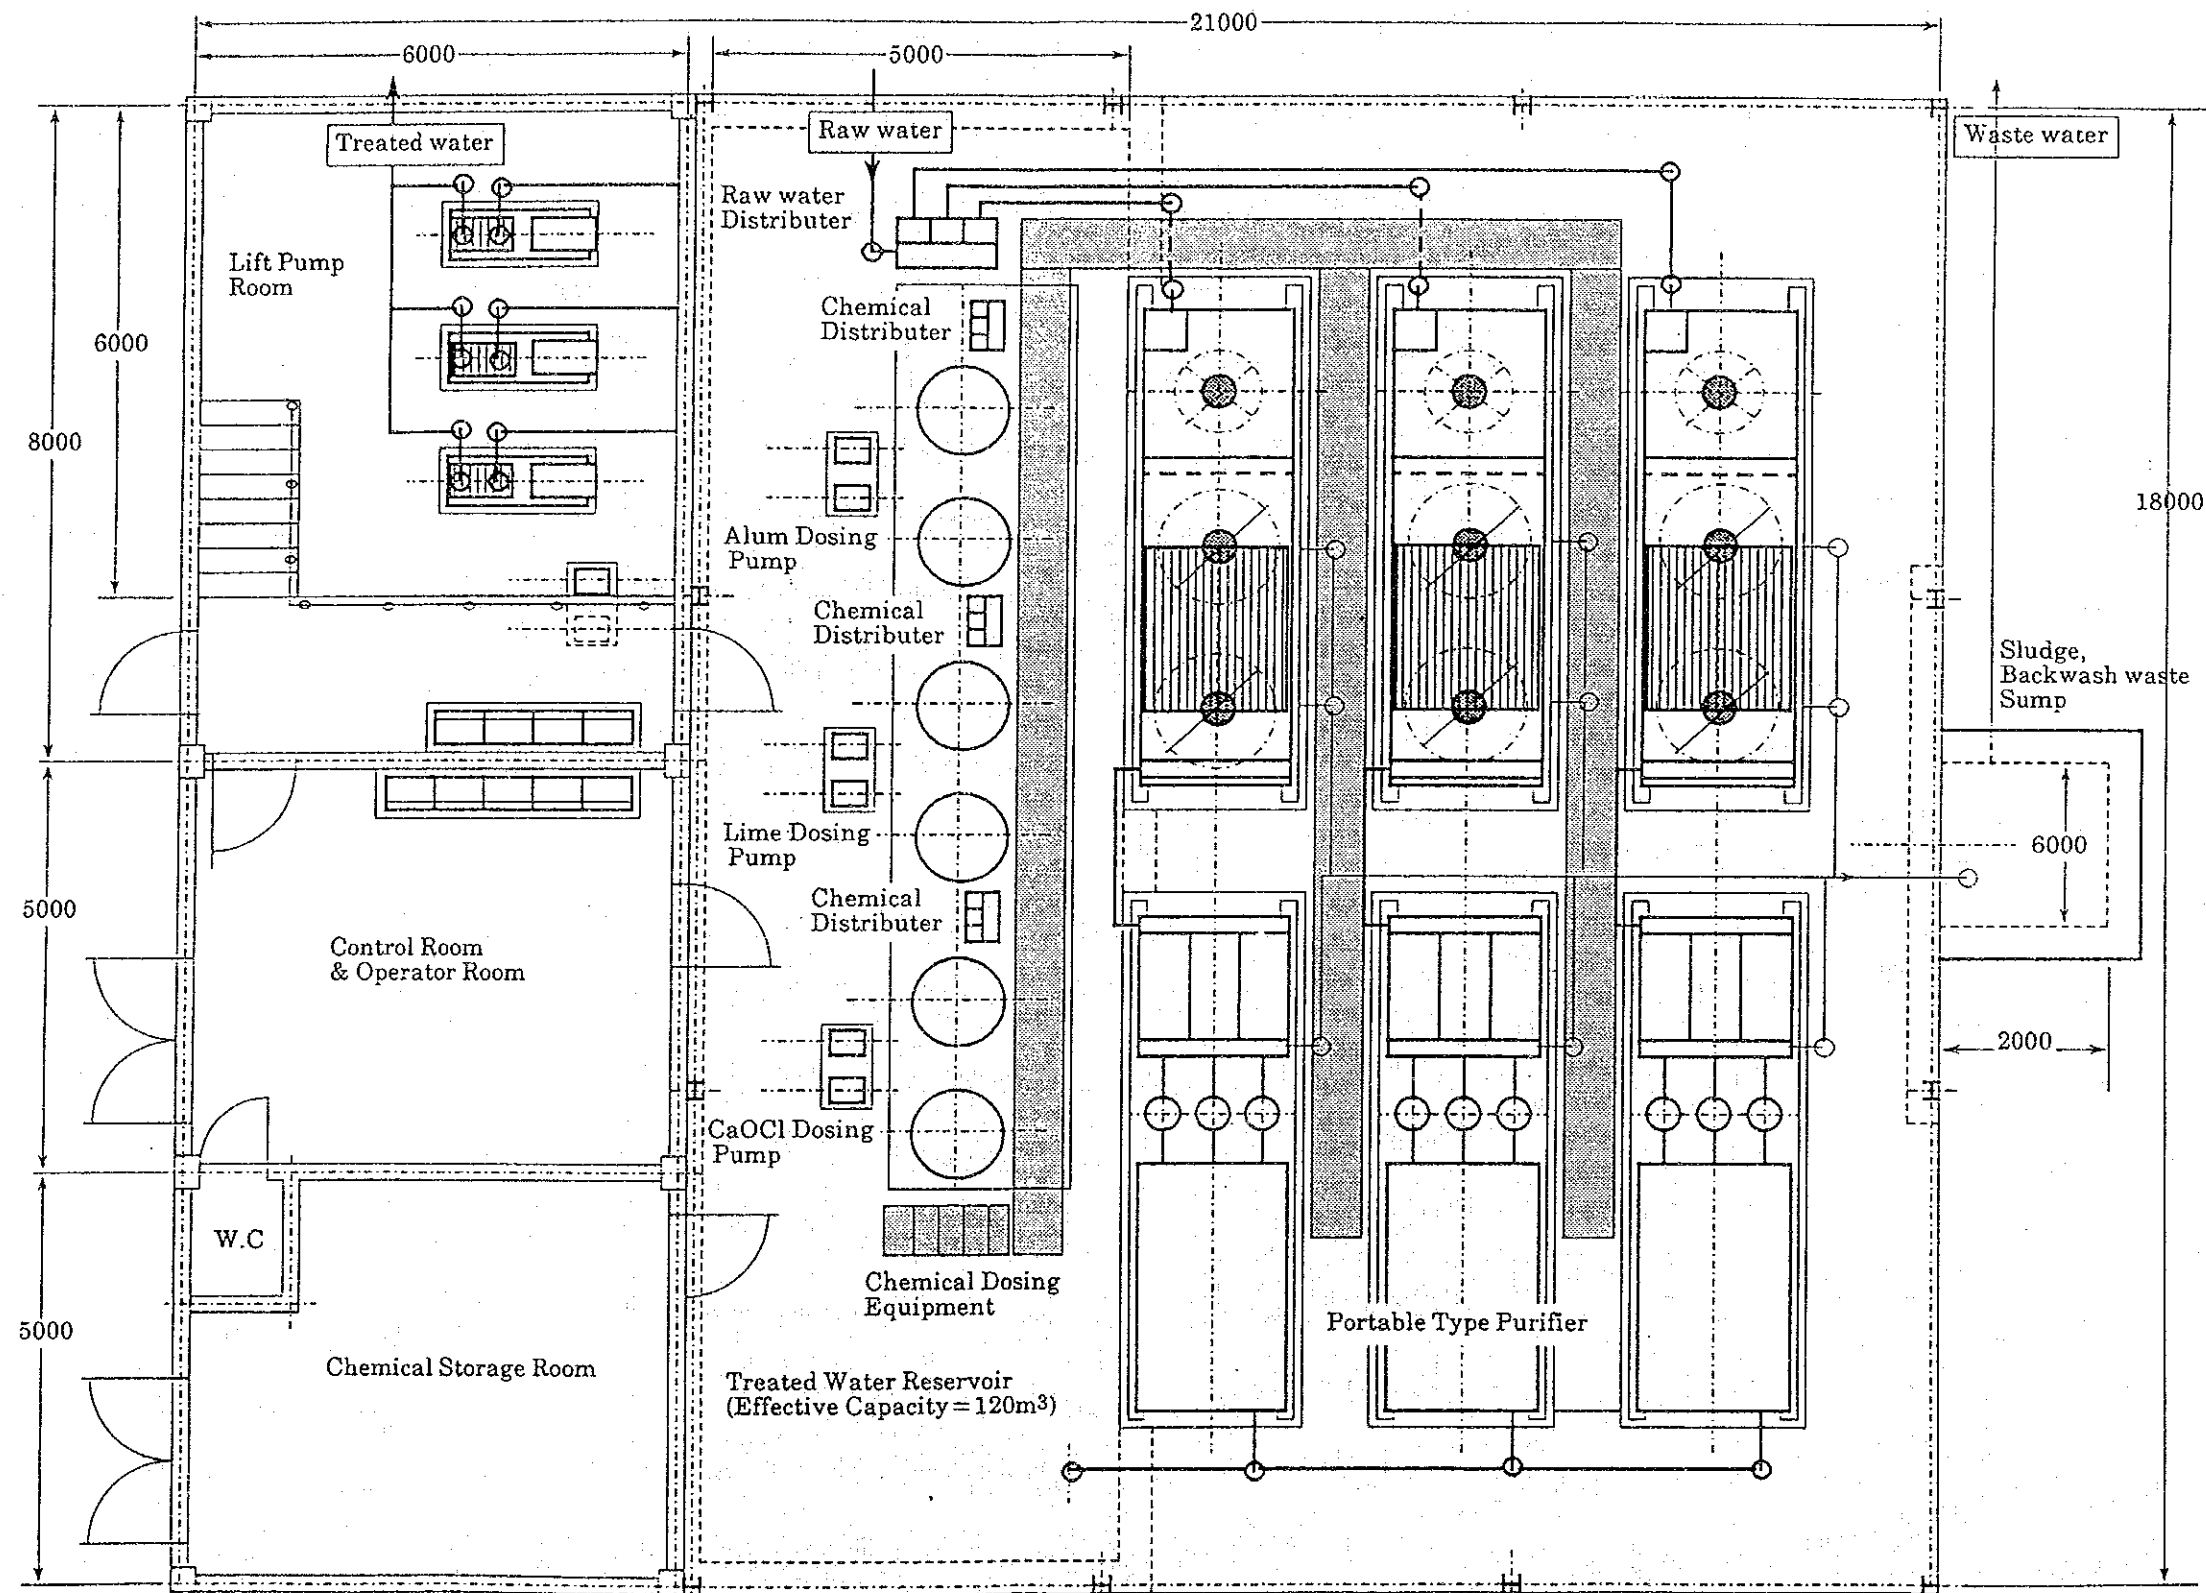 21000
6000
5000
Treated water
Raw water
Waste water
Raw water
Distributer
Lift Pump
Room
Chemical
Distributer
6000
8000
18000
Alum Dosing
Pump
Chemical
Distributer
Sludge,
Backwash waste
Sump
Lime Dosing
Pump
6000
Chemical
Distributer
5000
Control Room
& Operator Room
2000
CaOCl Dosing
Pump
W.C
Chemical Dosing
Equipment
5000
Portable Type Purifier
Chemical Storage Room
Treated Water Reservoir
(Effective Capacity=120m³)